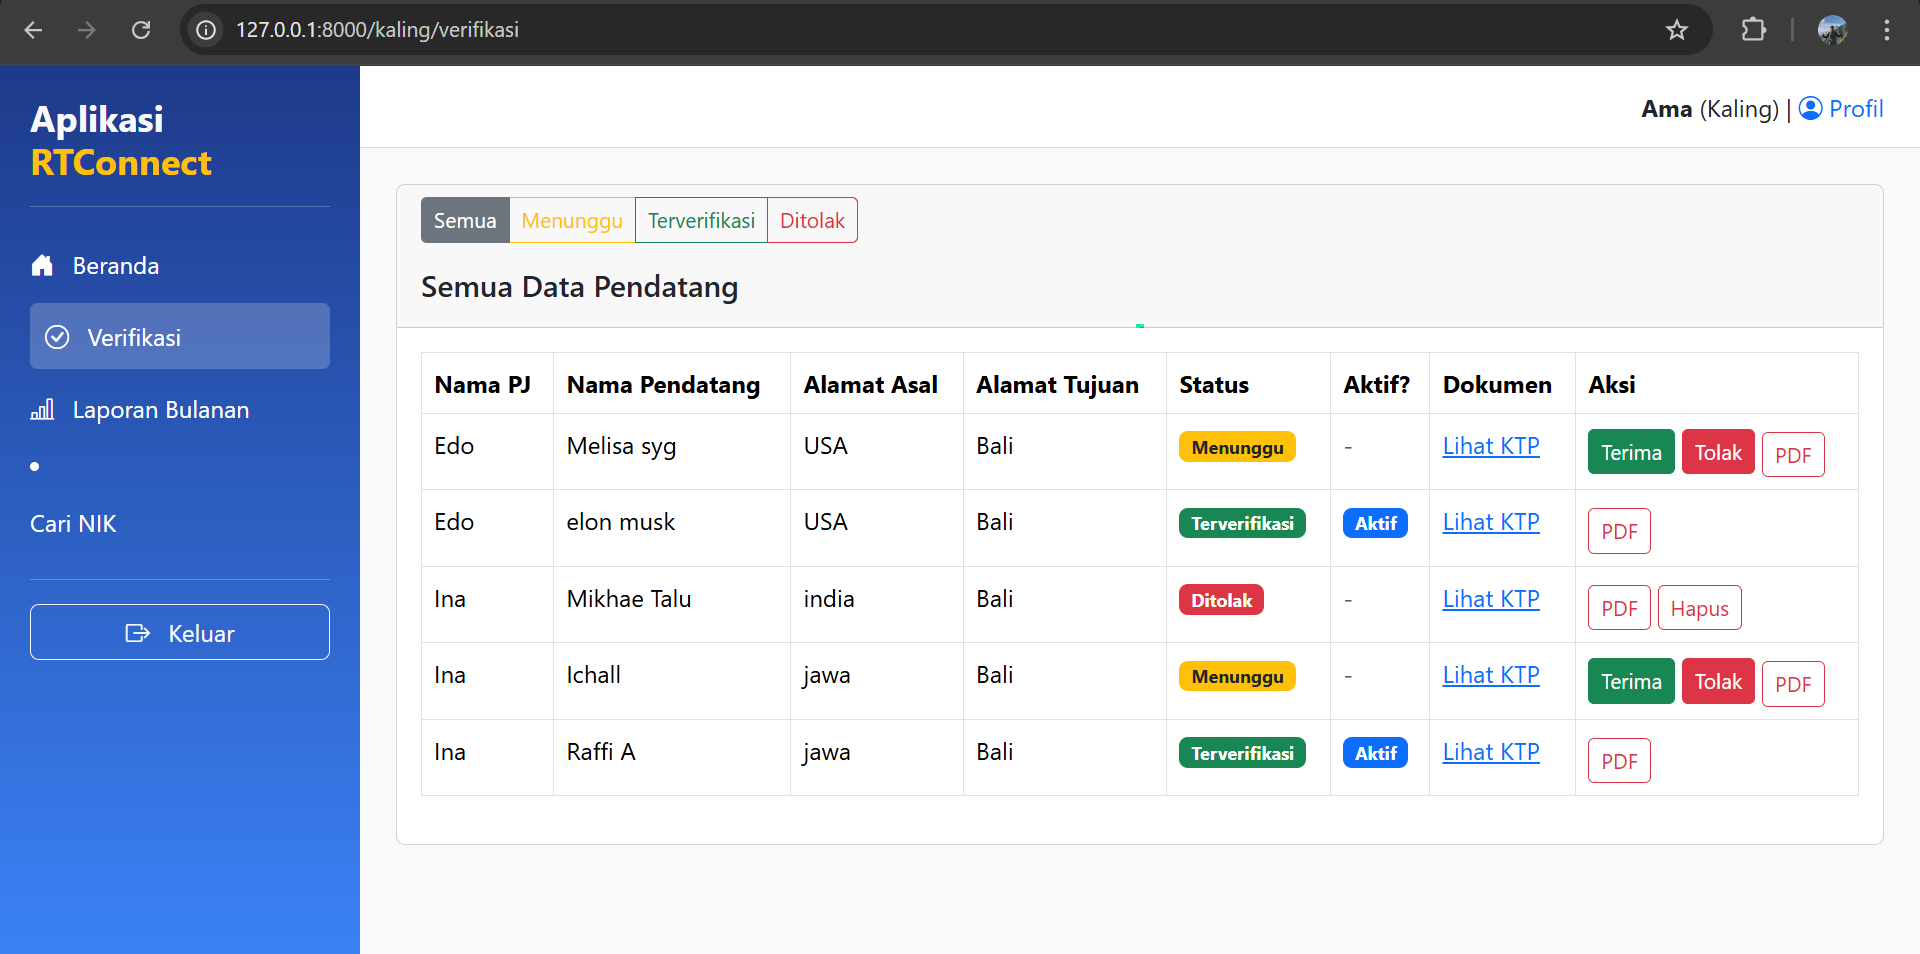 127.0.0.1:8000/kaling/verifikasi
Aplikasi
RTConnect
Beranda
Verifikasi
Laporan Bulanan
Cari NIK
Keluar
Ama (Kaling) | Profil
Semua Menunggu Terverifikasi Ditolak
Semua Data Pendatang
Nama PJ Nama Pendatang Alamat Asal Alamat Tujuan Status Aktif? Dokumen Aksi
Edo Melisa syg USA Bali Menunggu - Lihat KTP Terima Tolak PDF
Edo elon musk USA Bali Terverifikasi Aktif Lihat KTP PDF
Ina Mikhae Talu india Bali Ditolak - Lihat KTP PDF Hapus
Ina Ichall jawa Bali Menunggu - Lihat KTP Terima Tolak PDF
Ina Raffi A jawa Bali Terverifikasi Aktif Lihat KTP PDF